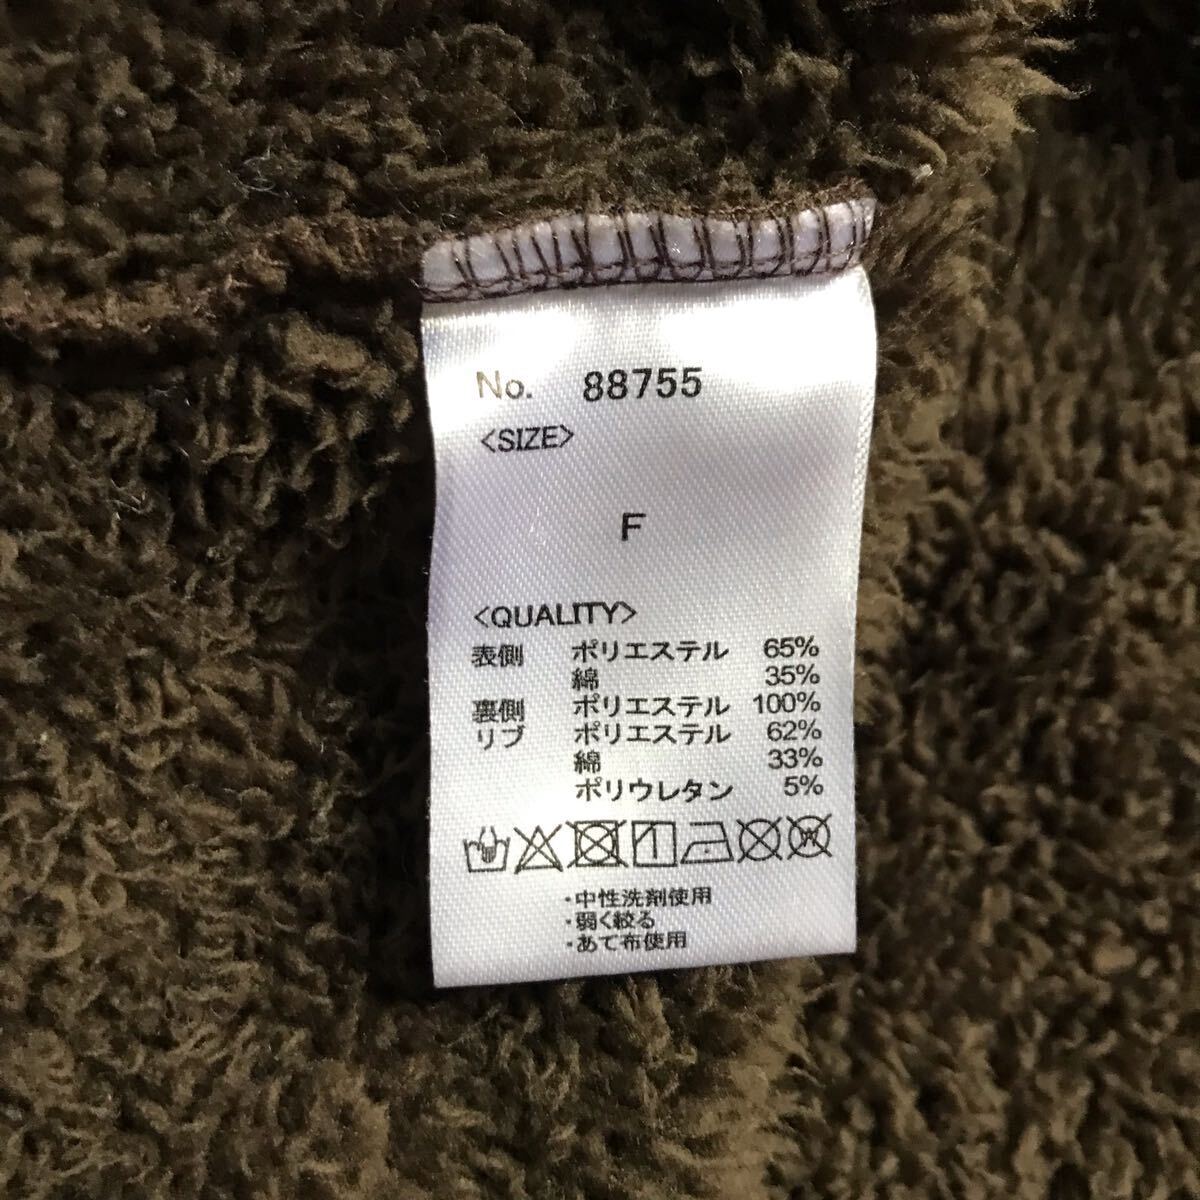 No. 88755
<SIZE>
F
<QUALITY>
表側 ポリエステル 65%
綿 35%
裏側 ポリエステル 100%
リブ ポリエステル 62%
綿 33%
ポリウレタン 5%
W
・中性洗剤使用
・弱く絞る
・あて布使用